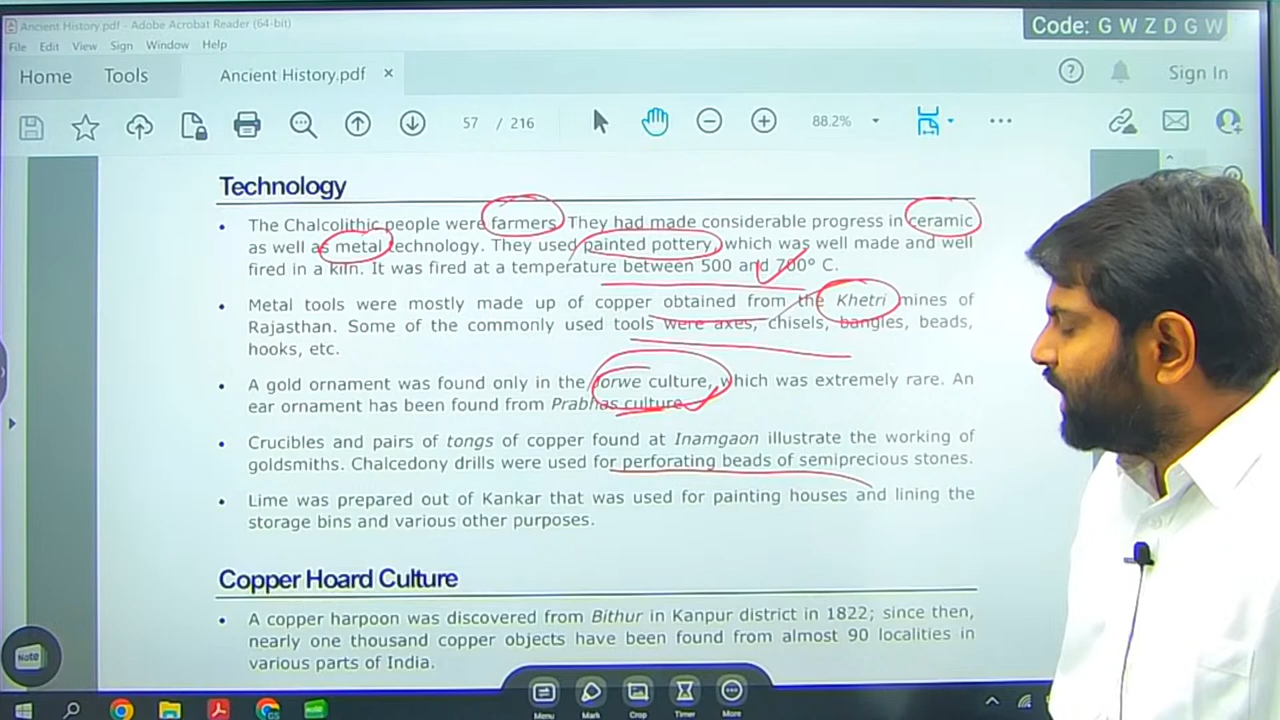 Ancient History.pdf - Adobe Acrobat Reader (64-bit)
Code: G W Z D G W
File Edit View Sign Window Help
Home Tools Ancient History.pdf × Sign In
57 / 216 88.2%
Technology
• The Chalcolithic people were farmers. They had made considerable progress in ceramic
as well as metal technology. They used painted pottery, which was well made and well
fired in a kiln. It was fired at a temperature between 500 and 700° C.
• Metal tools were mostly made up of copper obtained from the Khetri mines of
Rajasthan. Some of the commonly used tools were axes, chisels, bangles, beads,
hooks, etc.
• A gold ornament was found only in the Jorwe culture, which was extremely rare. An
ear ornament has been found from Prabhas culture.
• Crucibles and pairs of tongs of copper found at Inamgaon illustrate the working of
goldsmiths. Chalcedony drills were used for perforating beads of semiprecious stones.
• Lime was prepared out of Kankar that was used for painting houses and lining the
storage bins and various other purposes.
Copper Hoard Culture
• A copper harpoon was discovered from Bithur in Kanpur district in 1822; since then,
nearly one thousand copper objects have been found from almost 90 localities in
various parts of India.
Note
Menu Mark Crop Timer More